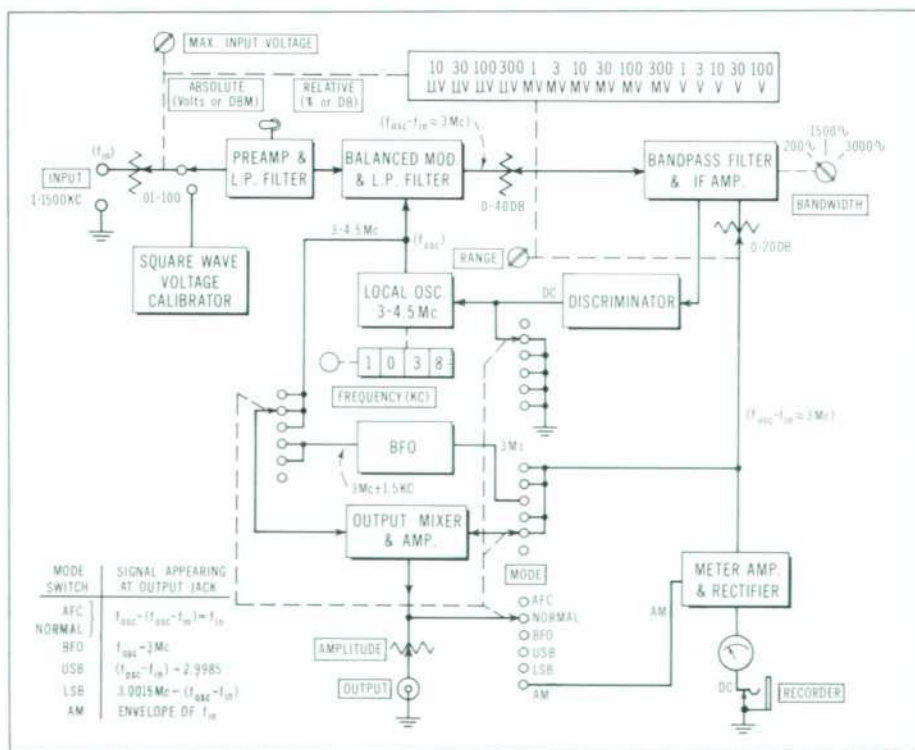 MAX. INPUT VOLTAGE
10 30 100 300 1 3 10 30 100 300 1 3 10 30 100
μV μV μV μV MV MV MV MV MV MV V V V V V
ABSOLUTE
(Volts or DBM)
RELATIVE
(% or DB)
(fosc-fin≈3Mc)
(fin)
INPUT
1-1500KC
.01-100
PREAMP &
L.P. FILTER
BALANCED MOD.
& L.P. FILTER
0-40DB
BANDPASS FILTER
& IF AMP.
200~
1500~
3000~
BANDWIDTH
0-20DB
SQUARE WAVE
VOLTAGE
CALIBRATOR
3-4.5Mc
(fosc)
RANGE
LOCAL OSC.
3-4.5Mc
DC
DISCRIMINATOR
1 0 3 8
FREQUENCY(KC)
(fosc-fin≈3Mc)
BFO
3Mc
3Mc±1.5KC
OUTPUT MIXER
& AMP.
MODE
AFC
NORMAL
BFO
USB
LSB
AM
AM
METER AMP.
& RECTIFIER
AMPLITUDE
OUTPUT
DC
RECORDER
MODE SWITCH
SIGNAL APPEARING AT OUTPUT JACK
AFC
NORMAL
fosc-(fosc-fin)=fin
BFO fosc-3Mc
USB (fosc-fin)-2.9985
LSB 3.0015Mc-(fosc-fin)
AM ENVELOPE OF fin